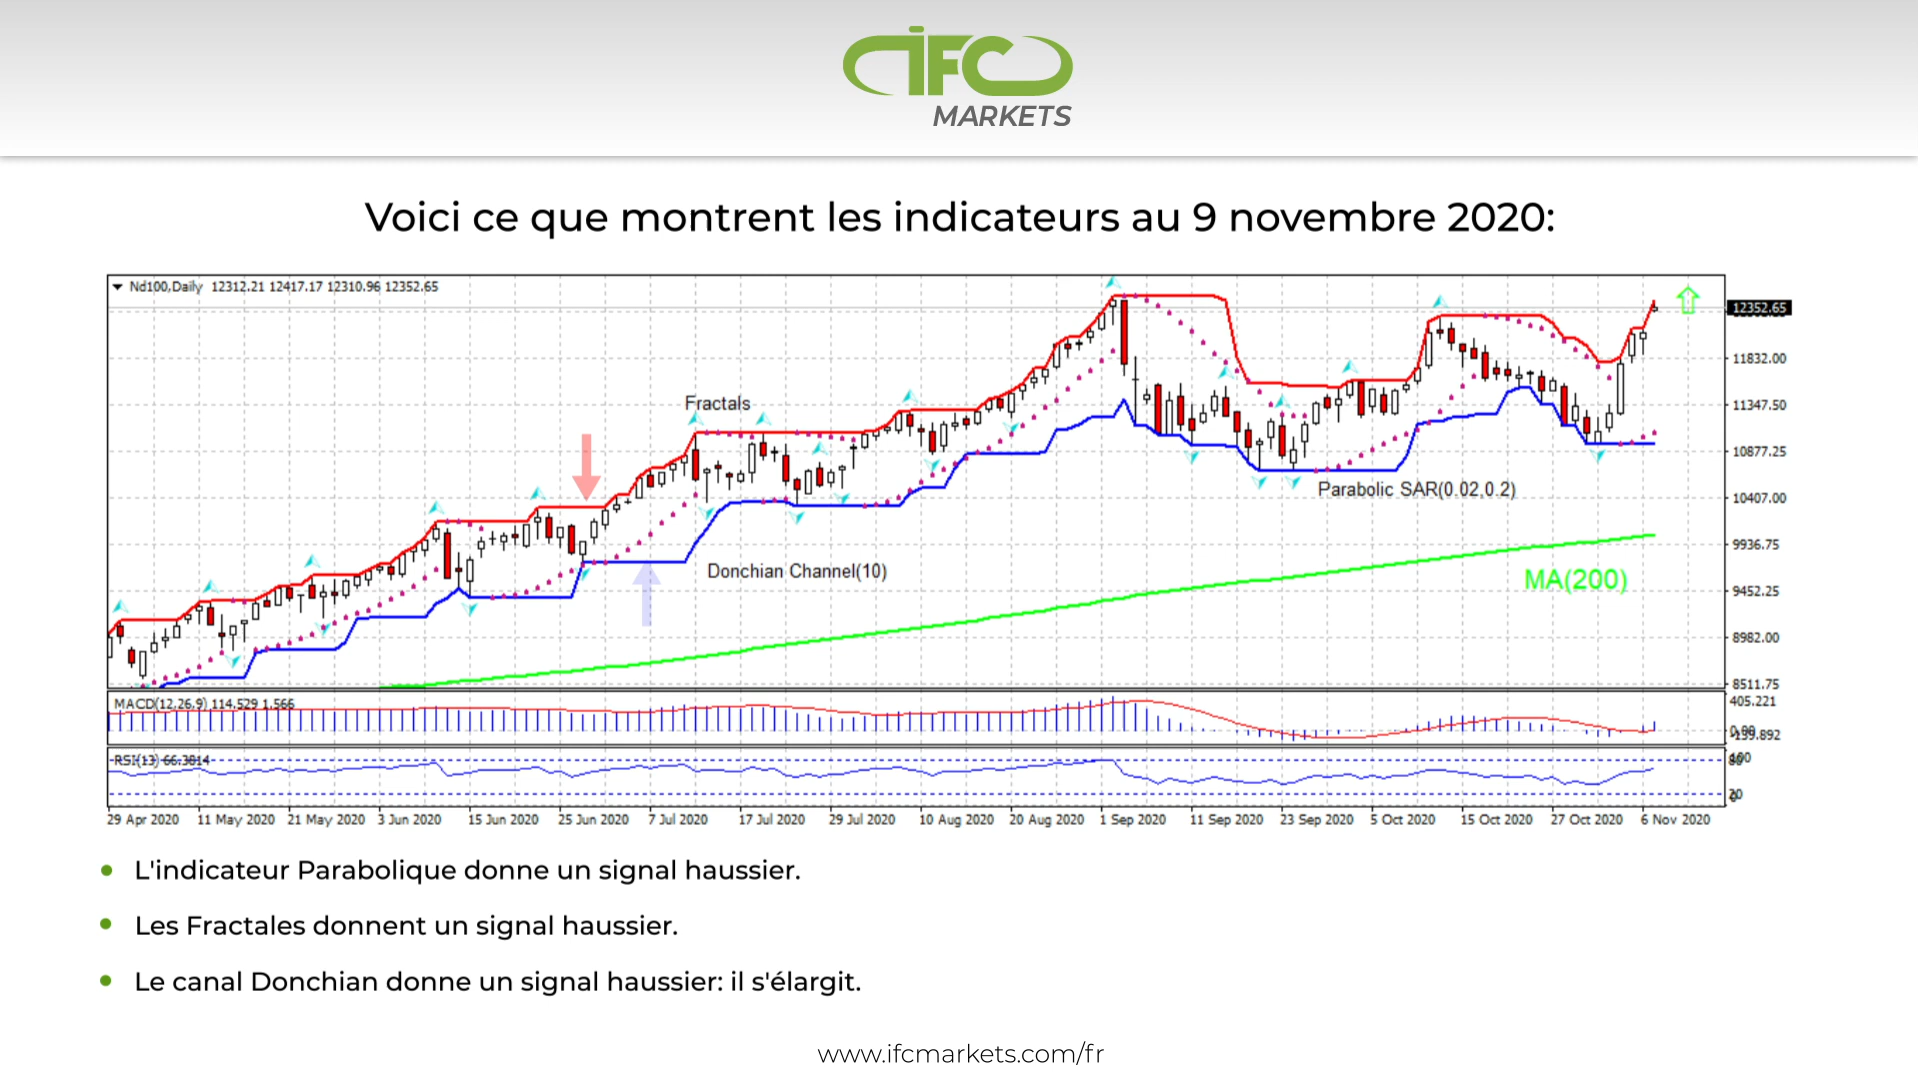 IFC
MARKETS
Voici ce que montrent les indicateurs au 9 novembre 2020:
Nd100,Daily 12312.21 12417.17 12310.96 12352.65
12352.65
11832.00
Fractals
11347.50
10877.25
Parabolic SAR(0.02,0.2)
10407.00
9936.75
Donchian Channel(10)
MA(200)
9452.25
8982.00
8511.75
MACD(12,26,9) 114.529 1.566
405.221
RSI(13) 66.3814
20
29 Apr 2020 11 May 2020 21 May 2020 3 Jun 2020 15 Jun 2020 25 Jun 2020 7 Jul 2020 17 Jul 2020 29 Jul 2020 10 Aug 2020 20 Aug 2020 1 Sep 2020 11 Sep 2020 23 Sep 2020 5 Oct 2020 15 Oct 2020 27 Oct 2020 6 Nov 2020
L'indicateur Parabolique donne un signal haussier.
Les Fractales donnent un signal haussier.
Le canal Donchian donne un signal haussier: il s'élargit.
www.ifcmarkets.com/fr